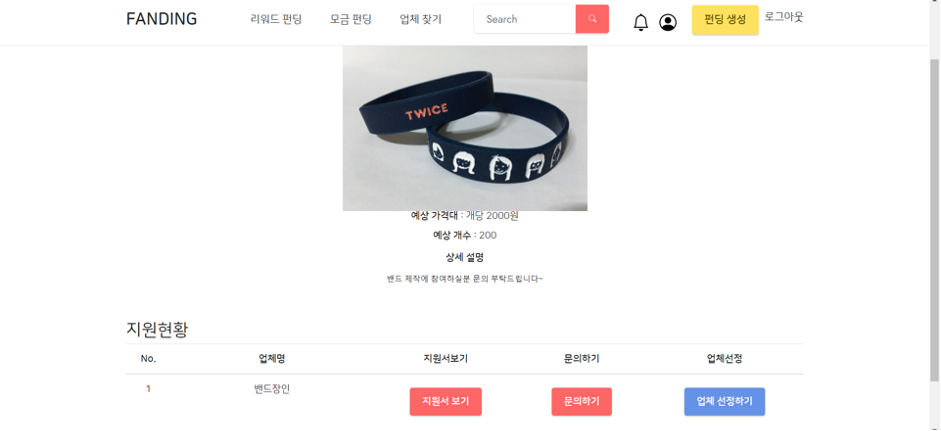 FANDING 리워드 펀딩 모금 펀딩 업체 찾기 Search 펀딩 생성 로그아웃
TWICE
예상 가격대 : 개당 2000원
예상 개수 : 200
상세 설명
밴드 제작에 참여하실분 문의 부탁드립니다~
지원현황
No. 업체명 지원서보기 문의하기 업체선정
1 밴드장인 지원서 보기 문의하기 업체 선정하기